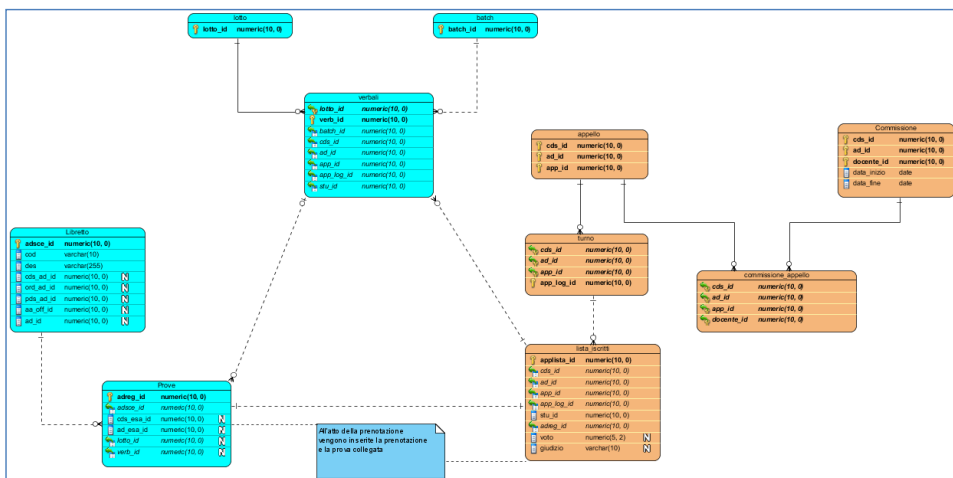 lotto
lotto_id numeric(10, 0)
batch
batch_id numeric(10, 0)
verbali
lotto_id numeric(10, 0)
verb_id numeric(10, 0)
batch_id numeric(10, 0)
cds_id numeric(10, 0)
ad_id numeric(10, 0)
app_id numeric(10, 0)
app_log_id numeric(10, 0)
stu_id numeric(10, 0)
appello
cds_id numeric(10, 0)
ad_id numeric(10, 0)
app_id numeric(10, 0)
Commissione
cds_id numeric(10, 0)
ad_id numeric(10, 0)
docente_id numeric(10, 0)
data_inizio date
data_fine date
Libretto
adsce_id numeric(10, 0)
cod varchar(10)
des varchar(255)
cds_ad_id numeric(10, 0) N
ord_ad_id numeric(10, 0) N
pds_ad_id numeric(10, 0) N
aa_off_id numeric(10, 0) N
ad_id numeric(10, 0) N
turno
cds_id numeric(10, 0)
ad_id numeric(10, 0)
app_id numeric(10, 0)
app_log_id numeric(10, 0)
commissione_appello
cds_id numeric(10, 0)
ad_id numeric(10, 0)
app_id numeric(10, 0)
docente_id numeric(10, 0)
lista_iscritti
applista_id numeric(10, 0)
cds_id numeric(10, 0)
ad_id numeric(10, 0)
app_id numeric(10, 0)
app_log_id numeric(10, 0)
stu_id numeric(10, 0)
adreg_id numeric(10, 0)
voto numeric(5, 2) N
giudizio varchar(10) N
Prove
adreg_id numeric(10, 0)
adsce_id numeric(10, 0)
cds_esa_id numeric(10, 0) N
ad_esa_id numeric(10, 0) N
lotto_id numeric(10, 0) N
verb_id numeric(10, 0) N
All'atto della prenotazione
vengono inserite la prenotazione
e la prova collegata